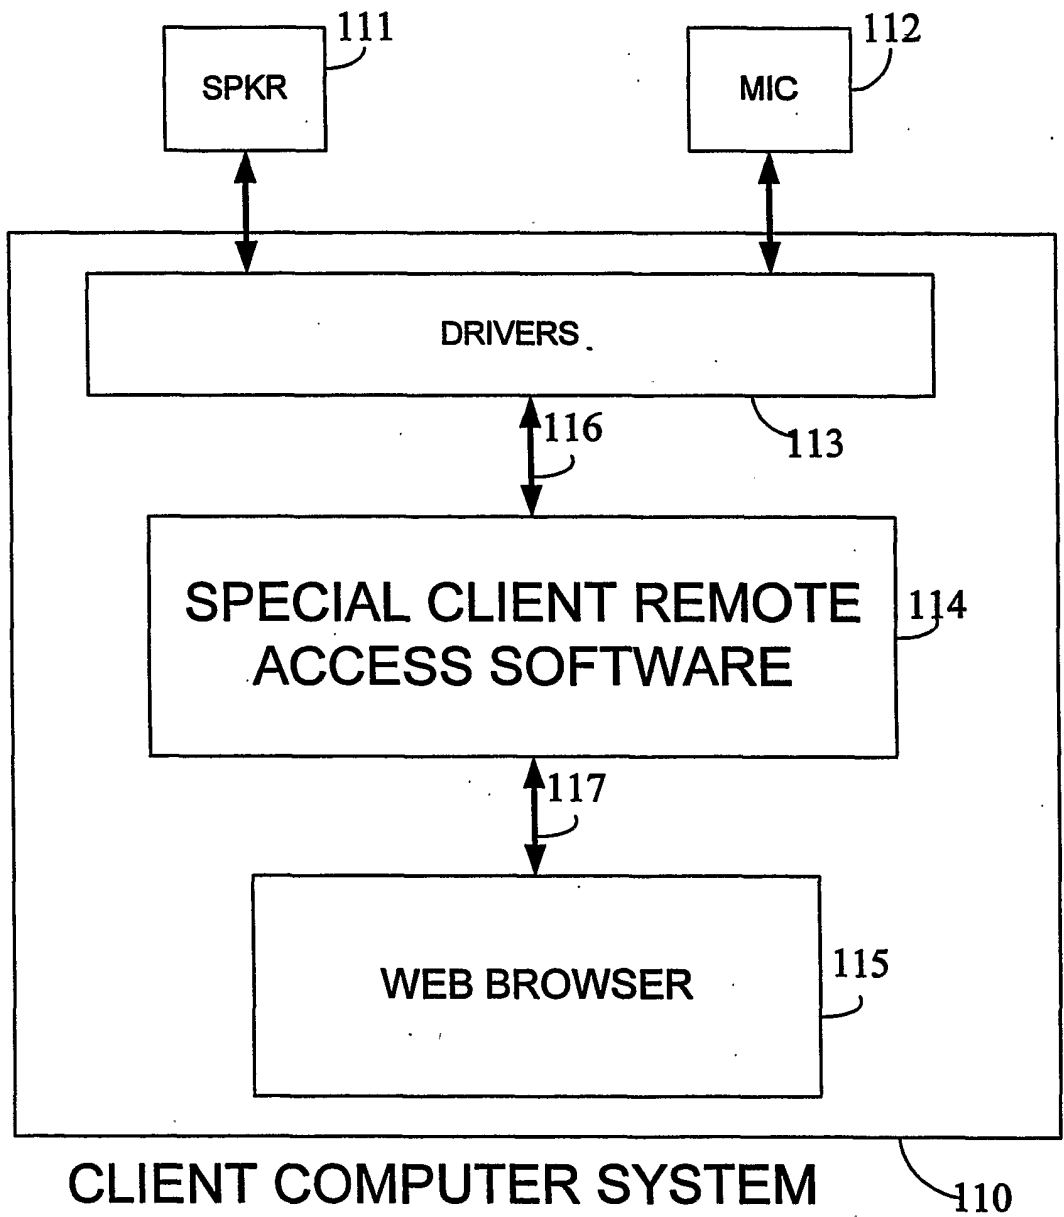 111
112
SPKR
MIC
DRIVERS
116
113
SPECIAL CLIENT REMOTE
ACCESS SOFTWARE
114
117
WEB BROWSER
115
CLIENT COMPUTER SYSTEM
110